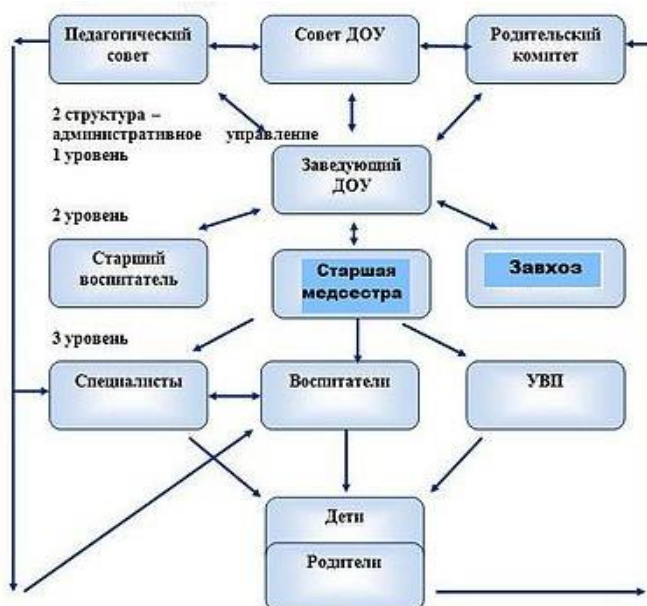 Педагогический
совет
Совет ДОУ
Родительский
комитет
2 структура –
административное управление
1 уровень
Заведующий
ДОУ
2 уровень
Старший
воспитатель
Старшая
медсестра
Завхоз
3 уровень
Специалисты
Воспитатели
УВП
Дети
Родители